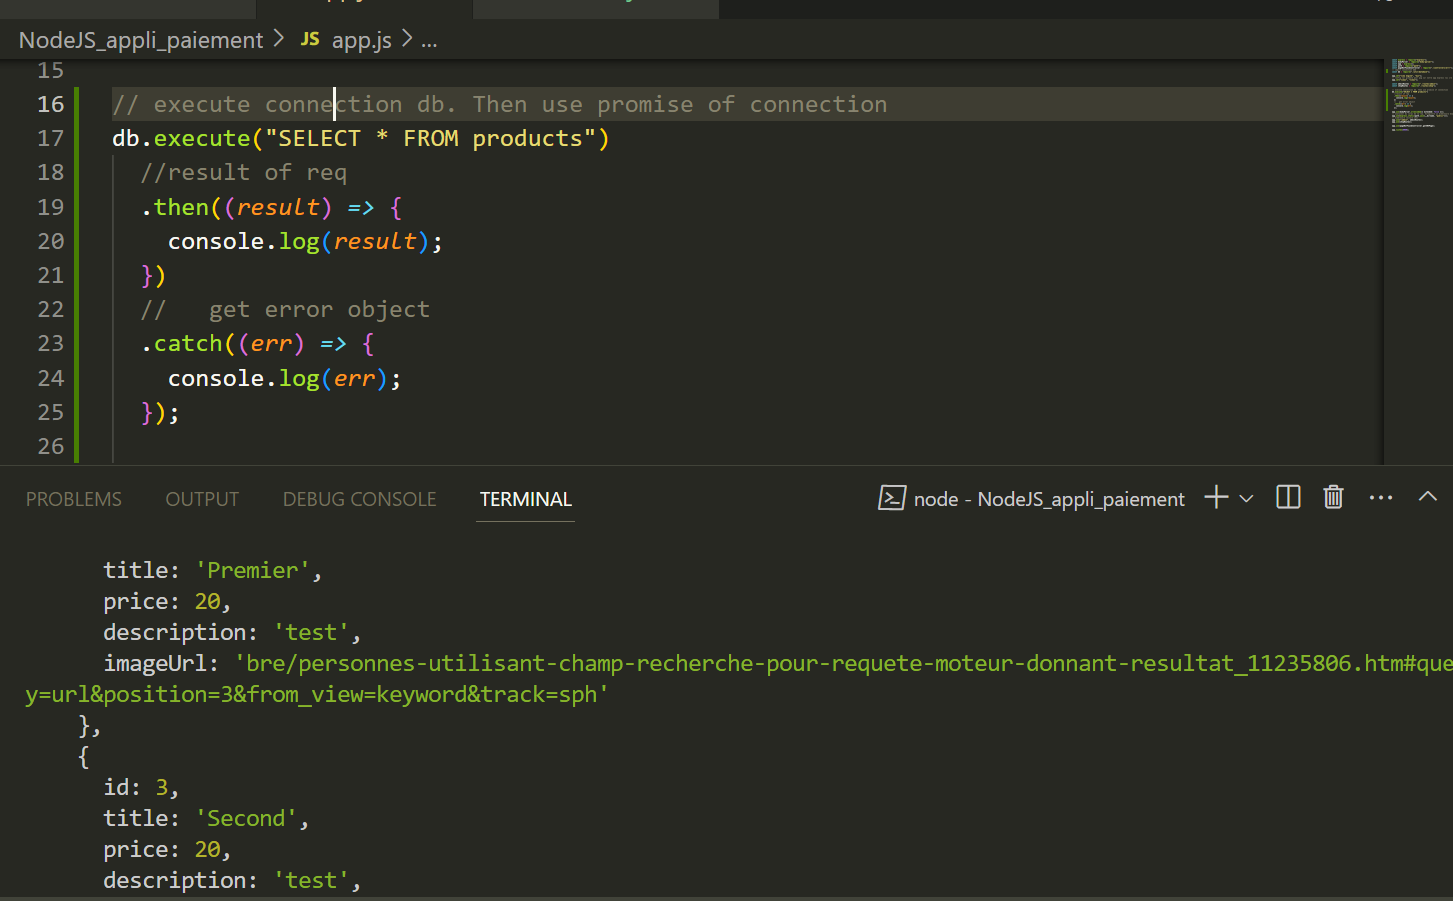 NodeJS_appli_paiement > JS app.js > ...
15
16 // execute connection db. Then use promise of connection
17 db.execute("SELECT * FROM products")
18 //result of req
19 .then((result) => {
20 console.log(result);
21 })
22 // get error object
23 .catch((err) => {
24 console.log(err);
25 });
26
PROBLEMS OUTPUT DEBUG CONSOLE TERMINAL node - NodeJS_appli_paiement
title: 'Premier',
price: 20,
description: 'test',
imageUrl: 'bre/personnes-utilisant-champ-recherche-pour-requete-moteur-donnant-resultat_11235806.htm#que
y=url&position=3&from_view=keyword&track=sph'
},
{
id: 3,
title: 'Second',
price: 20,
description: 'test',